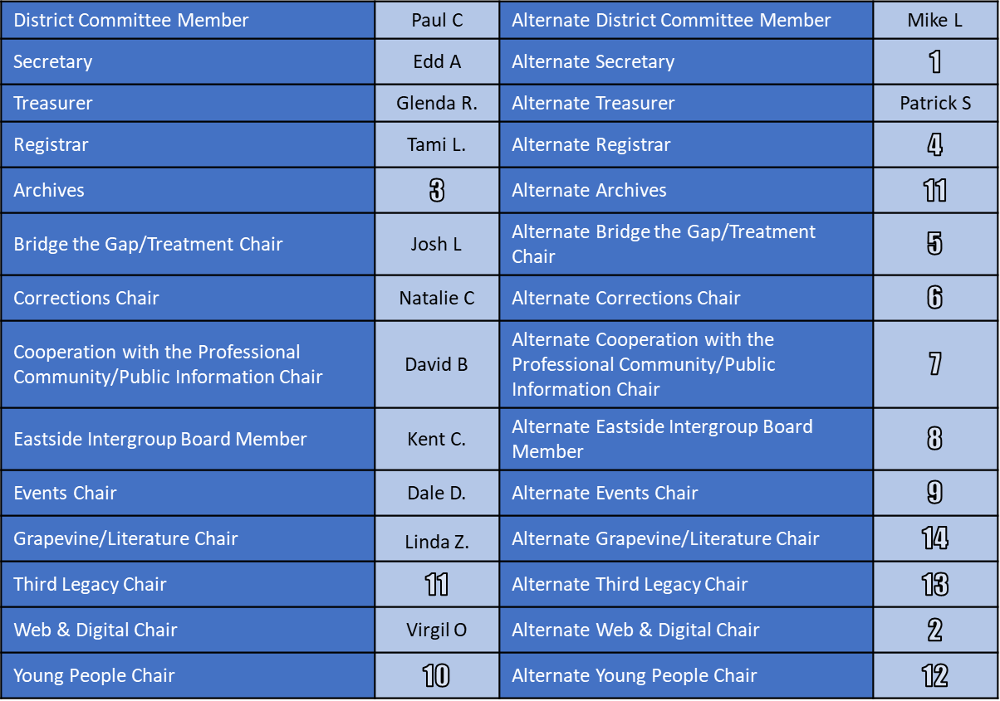 District Committee Member
Paul C
Alternate District Committee Member
Mike L
Secretary
Edd A
Alternate Secretary
1
Treasurer
Glenda R.
Alternate Treasurer
Patrick S
Registrar
Tami L.
Alternate Registrar
4
Archives
3
Alternate Archives
11
Bridge the Gap/Treatment Chair
Josh L
Alternate Bridge the Gap/Treatment
Chair
5
Corrections Chair
Natalie C
Alternate Corrections Chair
6
Cooperation with the Professional
Community/Public Information Chair
David B
Alternate Cooperation with the
Professional Community/Public
Information Chair
7
Eastside Intergroup Board Member
Kent C.
Alternate Eastside Intergroup Board
Member
8
Events Chair
Dale D.
Alternate Events Chair
9
Grapevine/Literature Chair
Linda Z.
Alternate Grapevine/Literature Chair
14
Third Legacy Chair
11
Alternate Third Legacy Chair
13
Web & Digital Chair
Virgil O
Alternate Web & Digital Chair
2
Young People Chair
10
Alternate Young People Chair
12